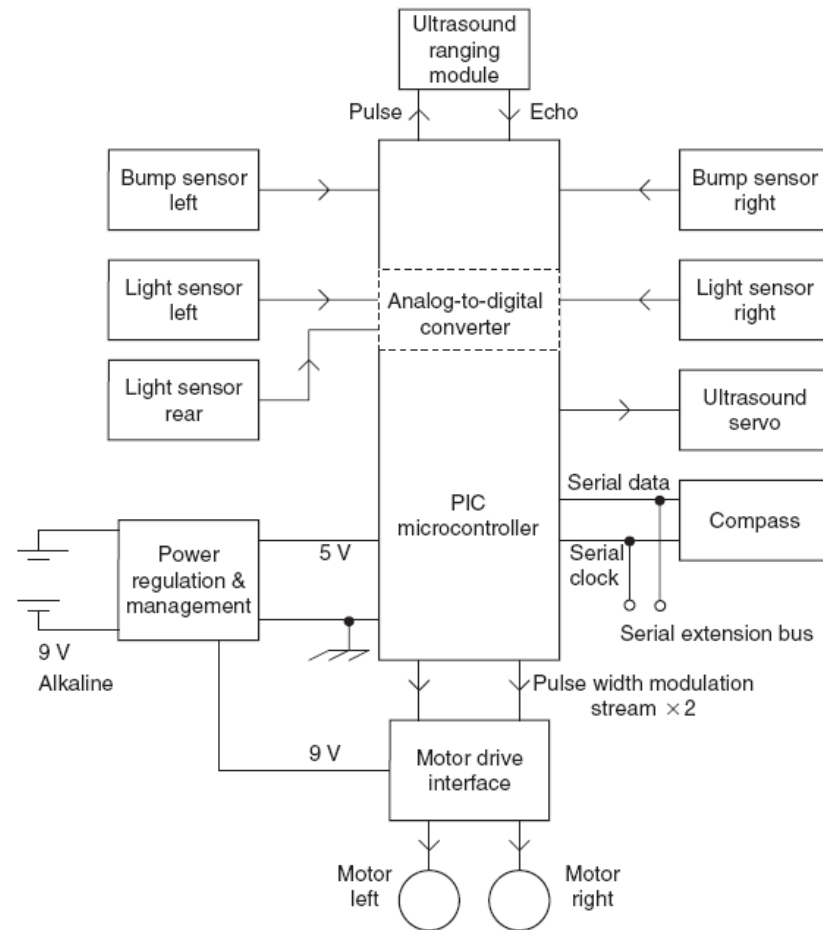 Ultrasound
ranging
module
Pulse
Echo
Bump sensor
left
Bump sensor
right
Light sensor
left
Analog-to-digital
converter
Light sensor
right
Light sensor
rear
Ultrasound
servo
PIC
microcontroller
Serial data
Compass
Serial
clock
Serial extension bus
Power
regulation &
management
5 V
9 V
Alkaline
Pulse width modulation
stream ×2
9 V
Motor drive
interface
Motor
left
Motor
right